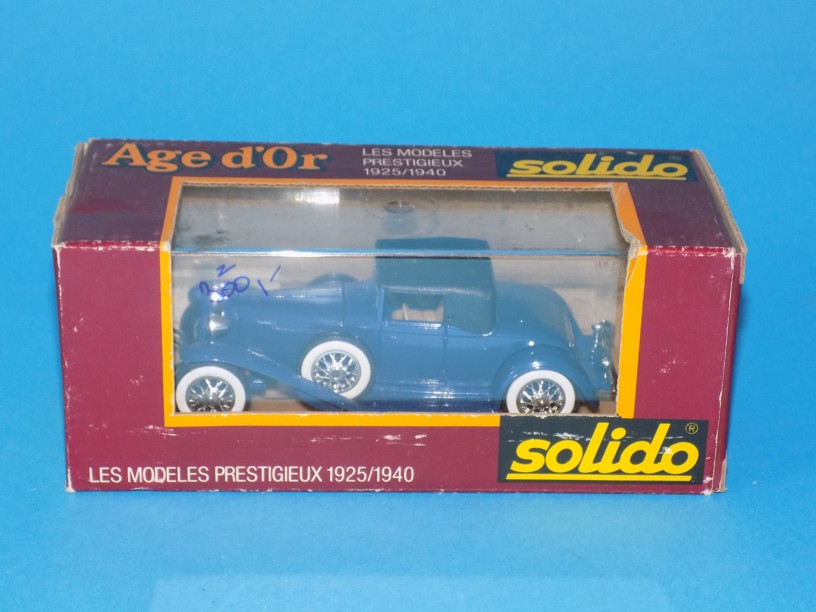 Age d'Or
LES MODELES
PRESTIGIEUX
1925/1940
solido®
LES MODELES PRESTIGIEUX 1925/1940
solido®